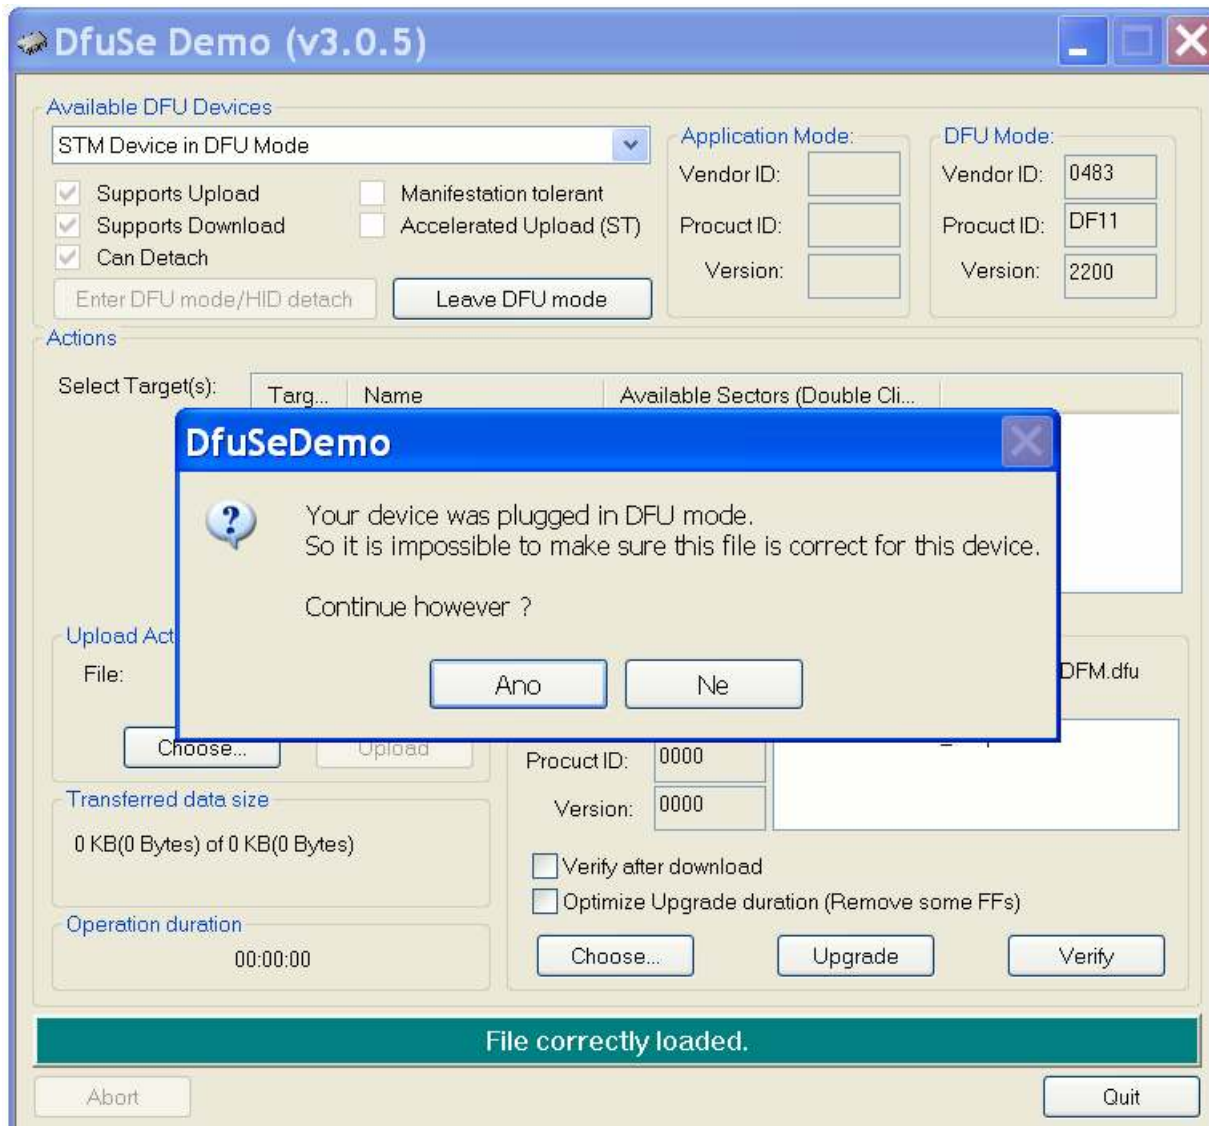 DfuSe Demo (v3.0.5)
Available DFU Devices
STM Device in DFU Mode
Supports Upload
Manifestation tolerant
Supports Download
Accelerated Upload (ST)
Can Detach
Enter DFU mode/HID detach
Leave DFU mode
Application Mode:
Vendor ID:
Procuct ID:
Version:
DFU Mode:
Vendor ID: 0483
Procuct ID: DF11
Version: 2200
Actions
Select Target(s):
Targ... Name Available Sectors (Double Cli...
DfuSeDemo
Your device was plugged in DFU mode.
So it is impossible to make sure this file is correct for this device.
Continue however ?
Ano
Ne
Upload Act
File:
Choose...
Upload
Transferred data size
0 KB(0 Bytes) of 0 KB(0 Bytes)
Operation duration
00:00:00
DFM.dfu
Procuct ID: 0000
Version: 0000
Verify after download
Optimize Upgrade duration (Remove some FFs)
Choose...
Upgrade
Verify
File correctly loaded.
Abort
Quit